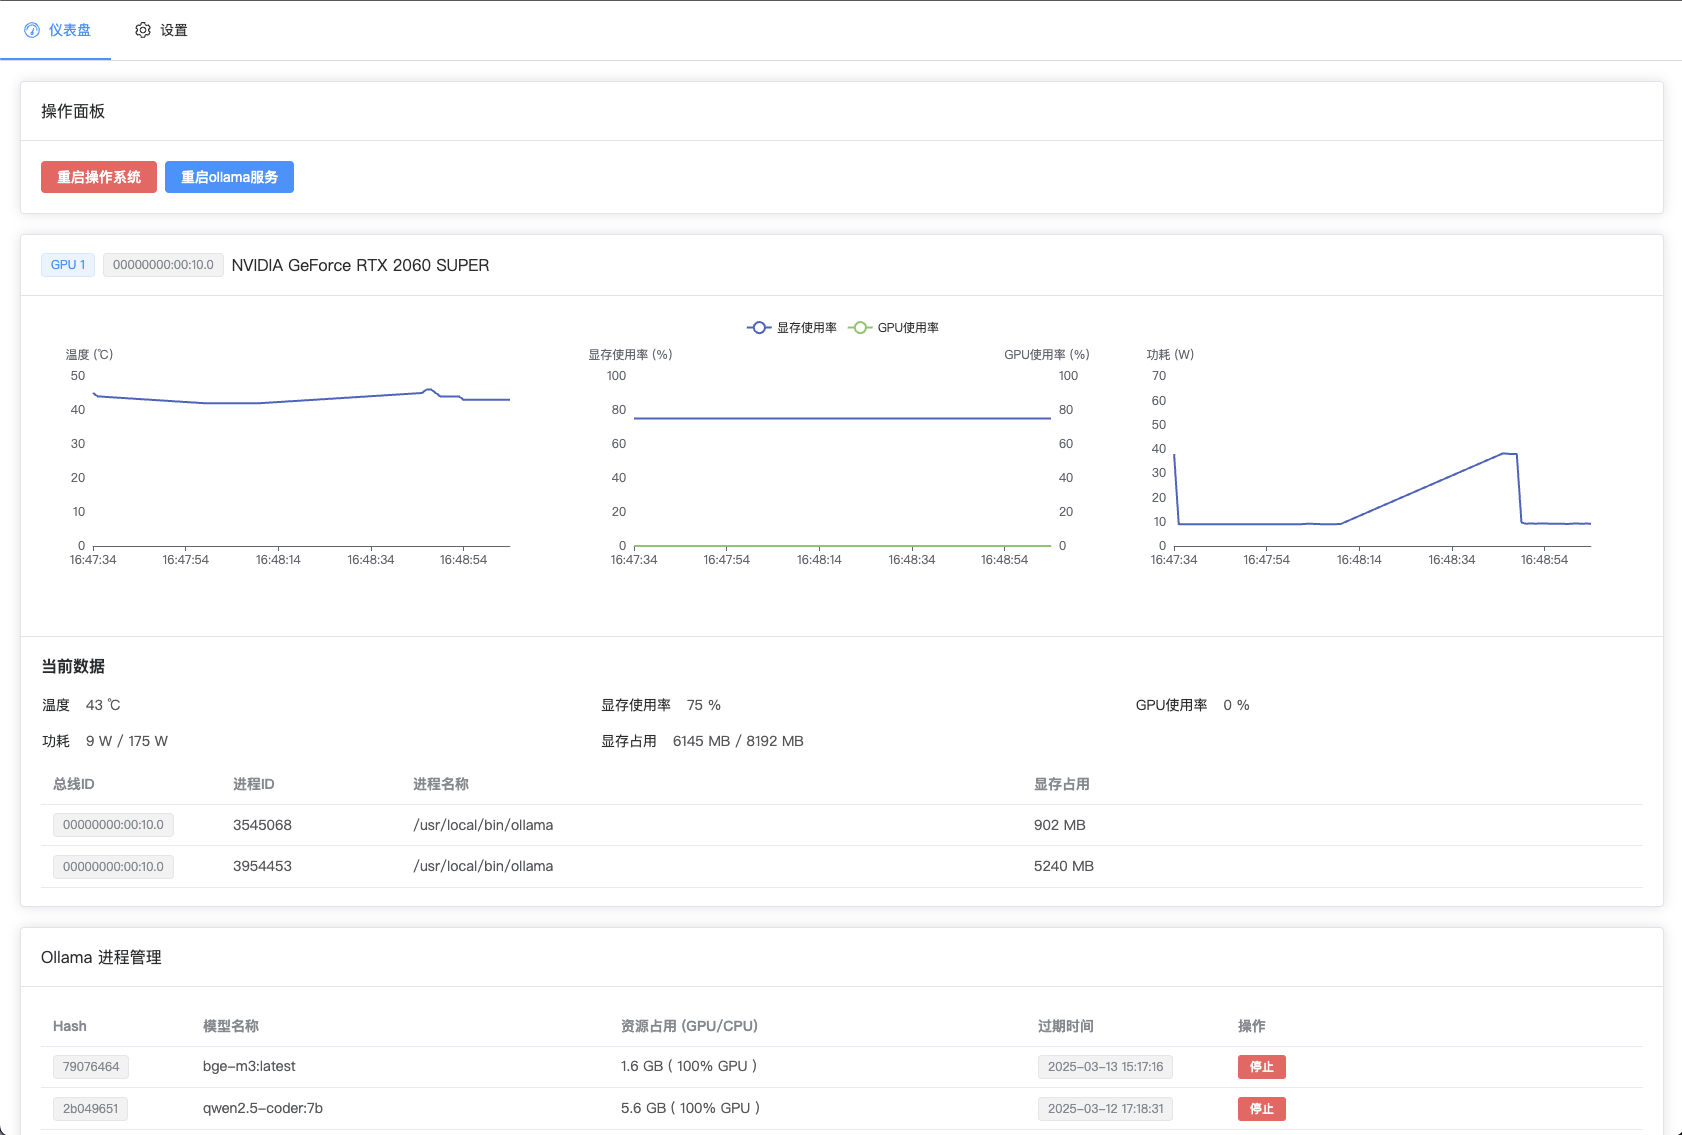 仪表盘 设置
操作面板
重启操作系统 重启ollama服务
GPU 1 00000000:00:10.0 NVIDIA GeForce RTX 2060 SUPER
显存使用率 GPU使用率
温度 (℃)
50
40
30
20
10
0
16:47:34 16:47:54 16:48:14 16:48:34 16:48:54
显存使用率 (%) GPU使用率 (%)
100 100
80 80
60 60
40 40
20 20
0 0
16:47:34 16:47:54 16:48:14 16:48:34 16:48:54
功耗 (W)
70
60
50
40
30
20
10
0
16:47:34 16:47:54 16:48:14 16:48:34 16:48:54
当前数据
温度 43 ℃ 显存使用率 75 % GPU使用率 0 %
功耗 9 W / 175 W 显存占用 6145 MB / 8192 MB
总线ID 进程ID 进程名称 显存占用
00000000:00:10.0 3545068 /usr/local/bin/ollama 902 MB
00000000:00:10.0 3954453 /usr/local/bin/ollama 5240 MB
Ollama 进程管理
Hash 模型名称 资源占用 (GPU/CPU) 过期时间 操作
79076464 bge-m3:latest 1.6 GB ( 100% GPU ) 2025-03-13 15:17:16 停止
2b049651 qwen2.5-coder:7b 5.6 GB ( 100% GPU ) 2025-03-12 17:18:31 停止